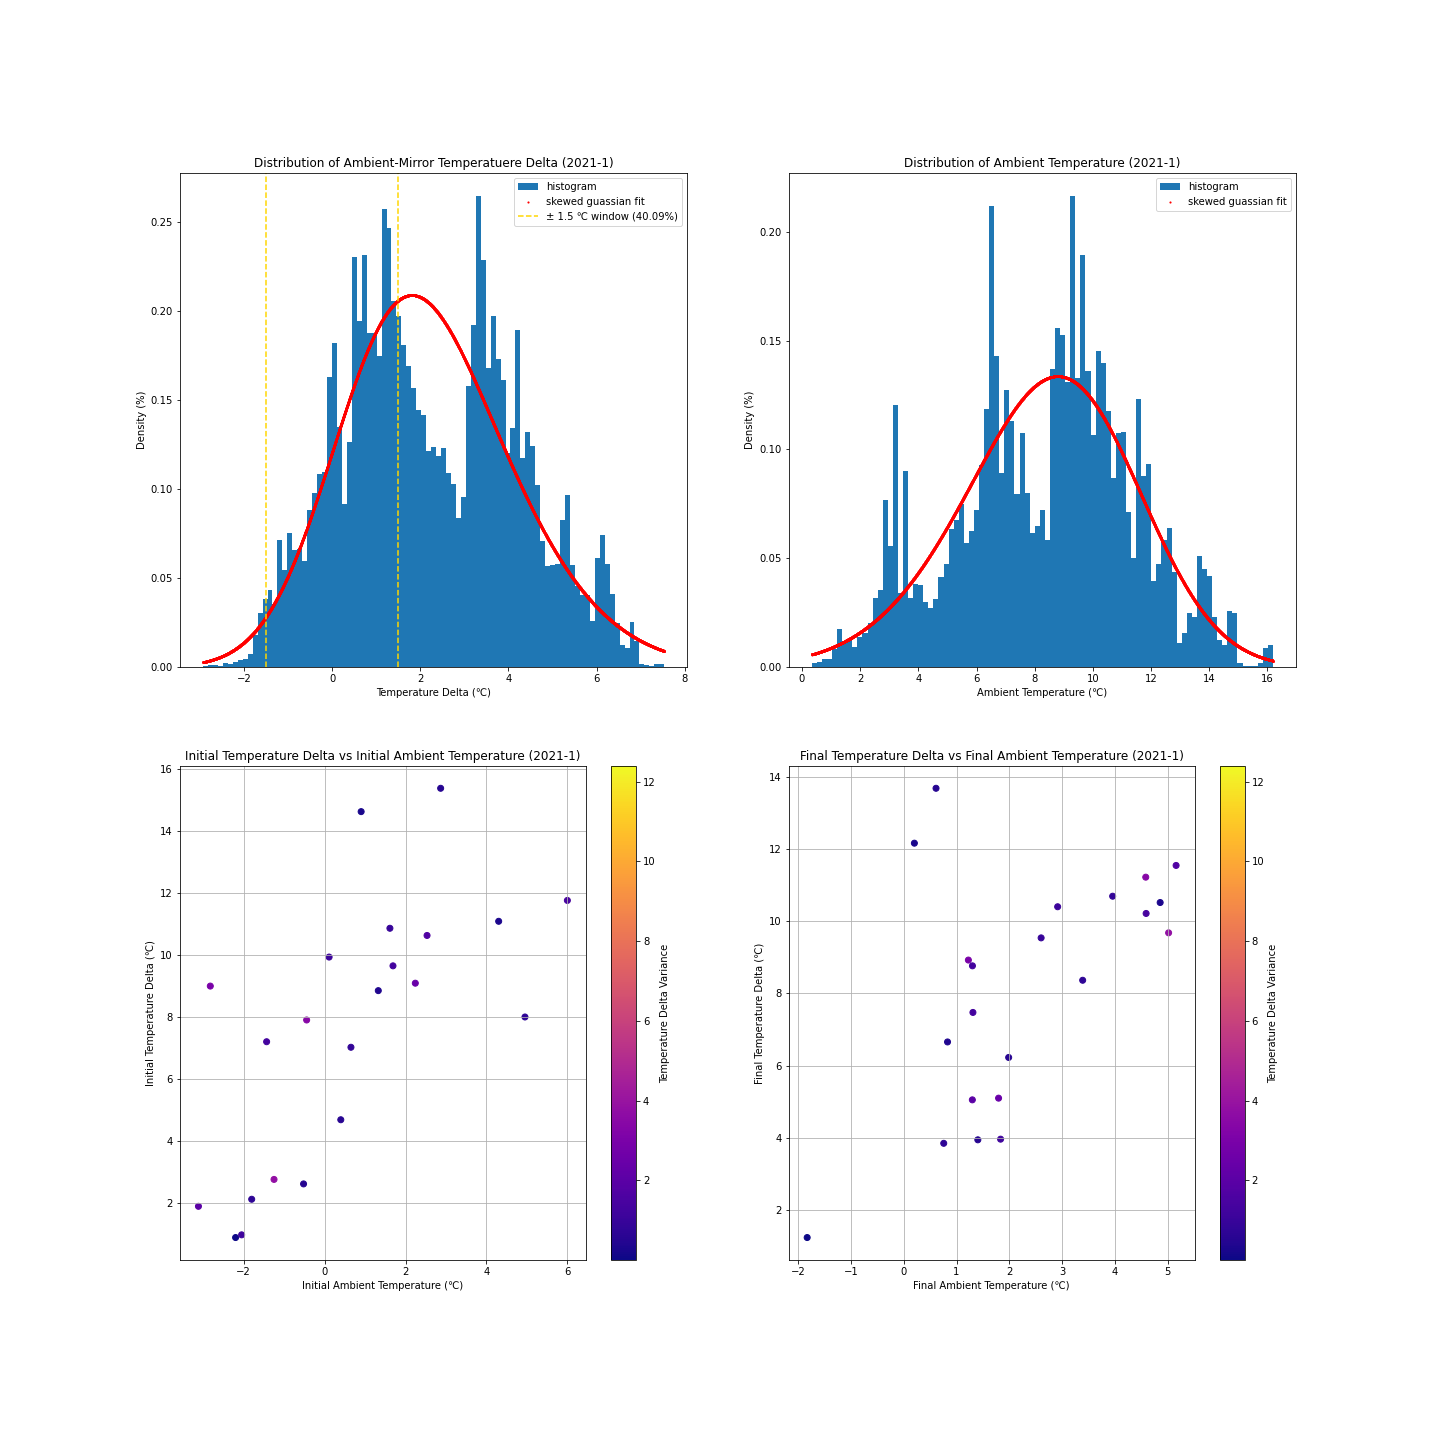 Distribution of Ambient-Mirror Temperatuere Delta (2021-1)
histogram
skewed guassian fit
± 1.5 ℃ window (40.09%)
Density (%)
0.25
0.20
0.15
0.10
0.05
0.00
−2 0 2 4 6 8
Temperature Delta (℃)
Distribution of Ambient Temperature (2021-1)
histogram
skewed guassian fit
Density (%)
0.20
0.15
0.10
0.05
0.00
0 2 4 6 8 10 12 14 16
Ambient Temperature (℃)
Initial Temperature Delta vs Initial Ambient Temperature (2021-1)
Initial Temperature Delta (℃)
16
14
12
10
8
6
4
2
−2 0 2 4 6
Initial Ambient Temperature (℃)
12
10
8
6
4
2
Temperature Delta Variance
Final Temperature Delta vs Final Ambient Temperature (2021-1)
Final Temperature Delta (℃)
14
12
10
8
6
4
2
−2 −1 0 1 2 3 4 5
Final Ambient Temperature (℃)
12
10
8
6
4
2
Temperature Delta Variance